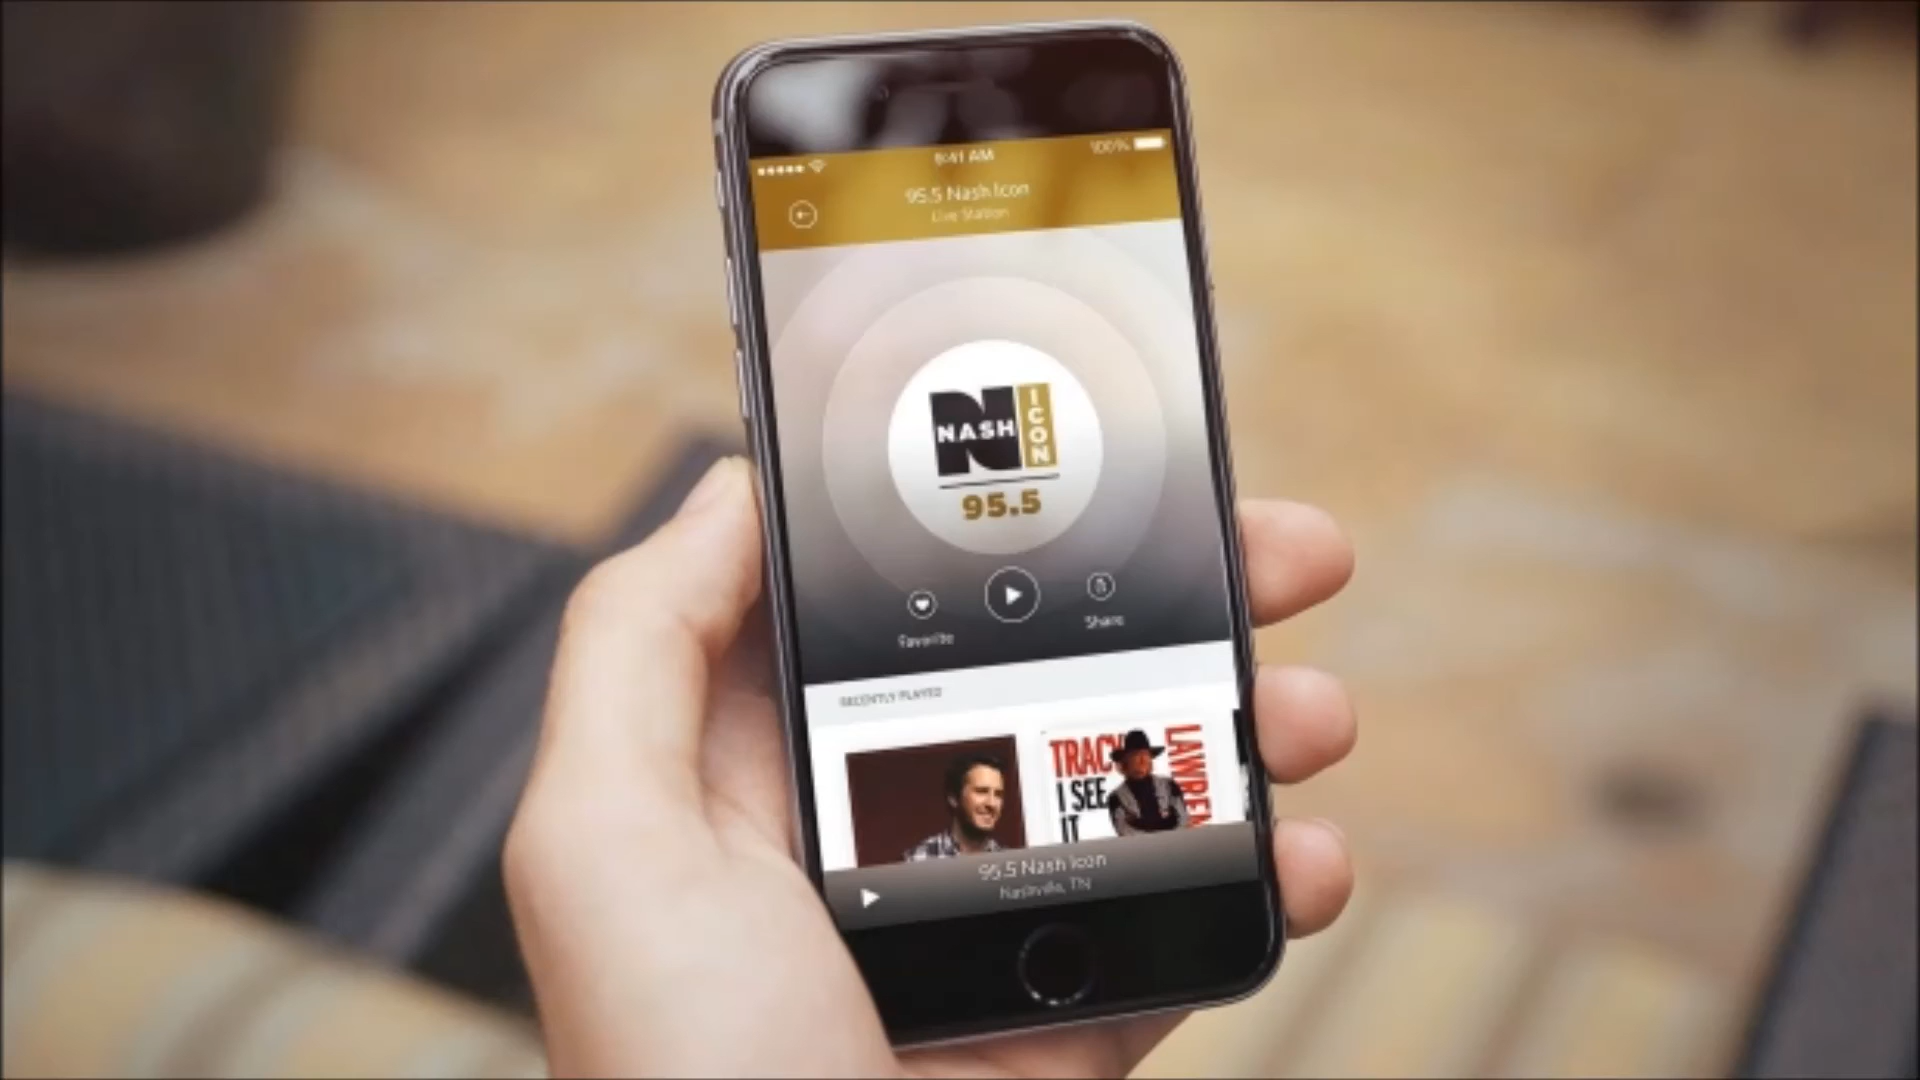 9:41 AM
100%
95.5 Nash Icon
Live Station
NASH
ICON
95.5
Favorite
Share
RECENTLY PLAYED
TRACY
LAWREN
I SEE
IT
95.5 Nash Icon
Nashville, TN